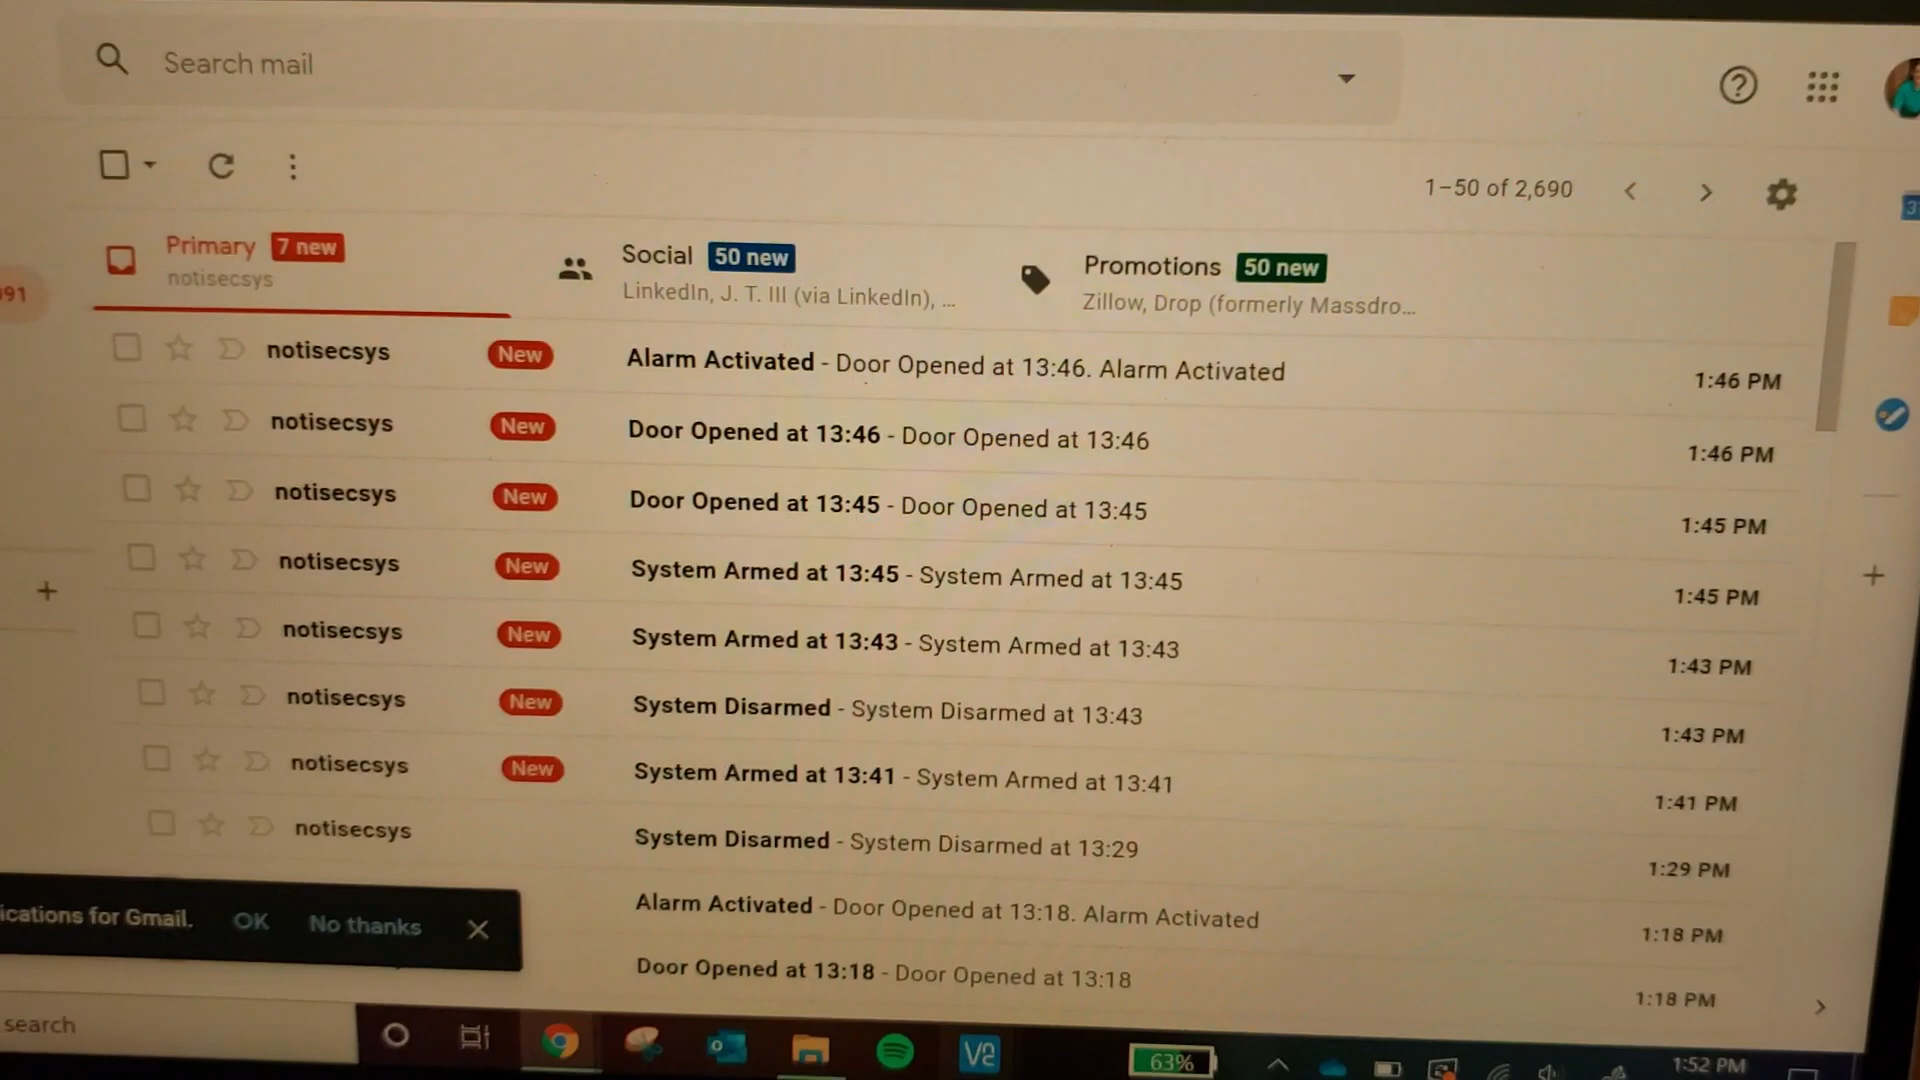 Search mail
1–50 of 2,690
Primary 7 new
notisecsys
Social 50 new
LinkedIn, J. T. III (via LinkedIn), ...
Promotions 50 new
Zillow, Drop (formerly Massdro...
91
notisecsys New Alarm Activated - Door Opened at 13:46. Alarm Activated 1:46 PM
notisecsys New Door Opened at 13:46 - Door Opened at 13:46 1:46 PM
notisecsys New Door Opened at 13:45 - Door Opened at 13:45 1:45 PM
notisecsys New System Armed at 13:45 - System Armed at 13:45 1:45 PM
notisecsys New System Armed at 13:43 - System Armed at 13:43 1:43 PM
notisecsys New System Disarmed - System Disarmed at 13:43 1:43 PM
notisecsys New System Armed at 13:41 - System Armed at 13:41 1:41 PM
notisecsys System Disarmed - System Disarmed at 13:29 1:29 PM
Alarm Activated - Door Opened at 13:18. Alarm Activated 1:18 PM
Door Opened at 13:18 - Door Opened at 13:18 1:18 PM
ications for Gmail. OK No thanks
search
63%
1:52 PM